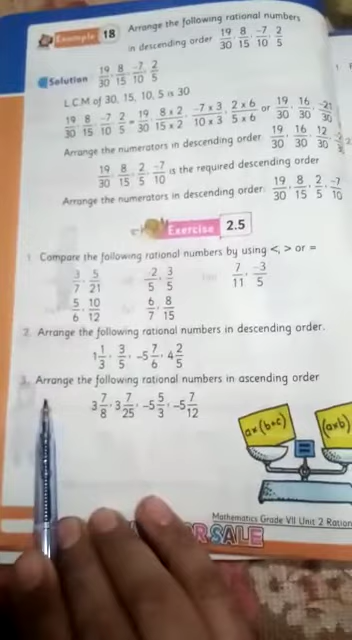 Example 18 Arrange the following rational numbers
in descending order 19/30, 8/15, -7/10, 2/5
Solution 19/30, 8/15, -7/10, 2/5
L.C.M of 30, 15, 10, 5 is 30
19/30, 8/15, -7/10, 2/5 = 19/30, 8 x 2/15 x 2, -7 x 3/10 x 3, 2 x 6/5 x 6 or 19/30, 16/30, -21/30
Arrange the numerators in descending order 19/30, 16/30, 12/30,
19/30, 8/15, 2/5, -7/10 is the required descending order
Arrange the numerators in descending order. 19/30, 8/15, 2/5, -7/10
Exercise 2.5
1. Compare the following rational numbers by using <, > or =
3/7, 5/21 2/5, 3/5 7/11, -3/5
5/6, 10/12 6/7, 8/15
2. Arrange the following rational numbers in descending order.
1 1/3, 3/5, -5 7/6, 4 2/5
3. Arrange the following rational numbers in ascending order
3 7/8, 3 7/25, -5 5/3, -5 7/12
a×(b+c) (a×b)
=
Mathematics Grade VII Unit 2 Ration
R SALE